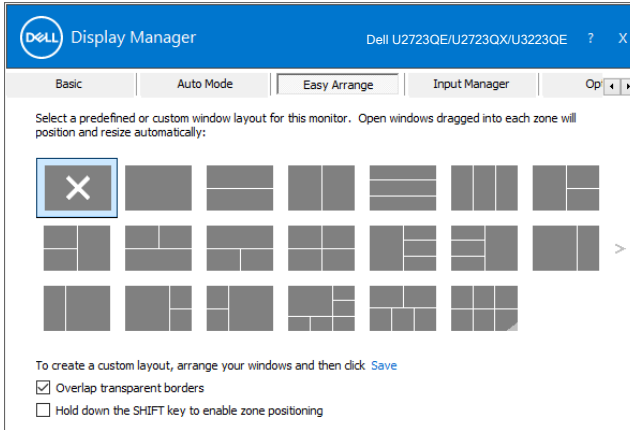 DELL Display Manager
Dell U2723QE/U2723QX/U3223QE ? X
Basic Auto Mode Easy Arrange Input Manager Op
Select a predefined or custom window layout for this monitor. Open windows dragged into each zone will
position and resize automatically:
>
To create a custom layout, arrange your windows and then click Save
Overlap transparent borders
Hold down the SHIFT key to enable zone positioning